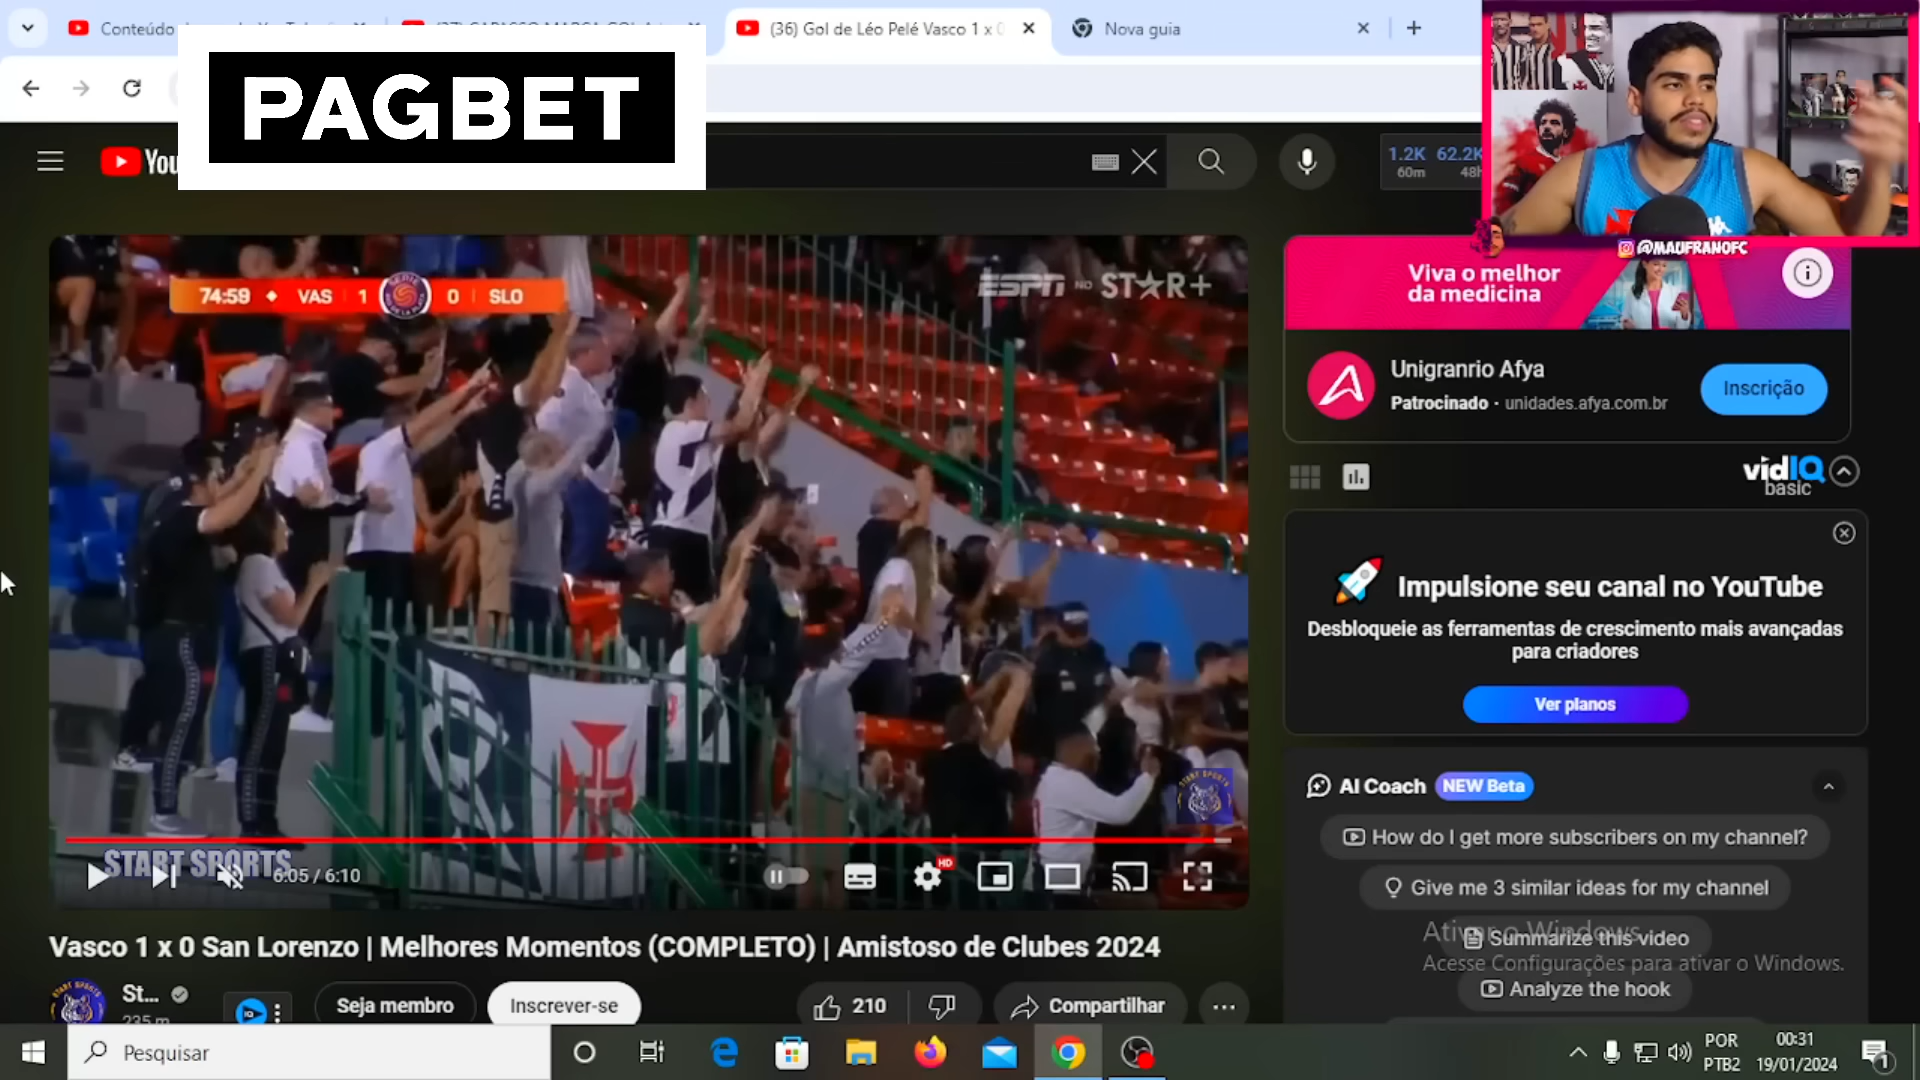 Conteúdo
(36) Gol de Léo Pelé Vasco 1 x 0
Nova guia
PAGBET
You
1.2K 62.2K
60m 48h
@MAUFRANOFC
74:59 VAS 1 0 SLO
ESPN NO STAR+
Viva o melhor
da medicina
Unigranrio Afya
Patrocinado · unidades.afya.com.br
Inscrição
vidIQ
basic
Impulsione seu canal no YouTube
Desbloqueie as ferramentas de crescimento mais avançadas
para criadores
Ver planos
AI Coach NEW Beta
How do I get more subscribers on my channel?
Give me 3 similar ideas for my channel
Summarize this video
Ativar o Windows
Acesse Configurações para ativar o Windows.
Analyze the hook
START SPORTS
6:05 / 6:10
HD
START SPORTS
Vasco 1 x 0 San Lorenzo | Melhores Momentos (COMPLETO) | Amistoso de Clubes 2024
St...
235 m
Seja membro
Inscrever-se
210
Compartilhar
Pesquisar
POR
PTB2
00:31
19/01/2024
1